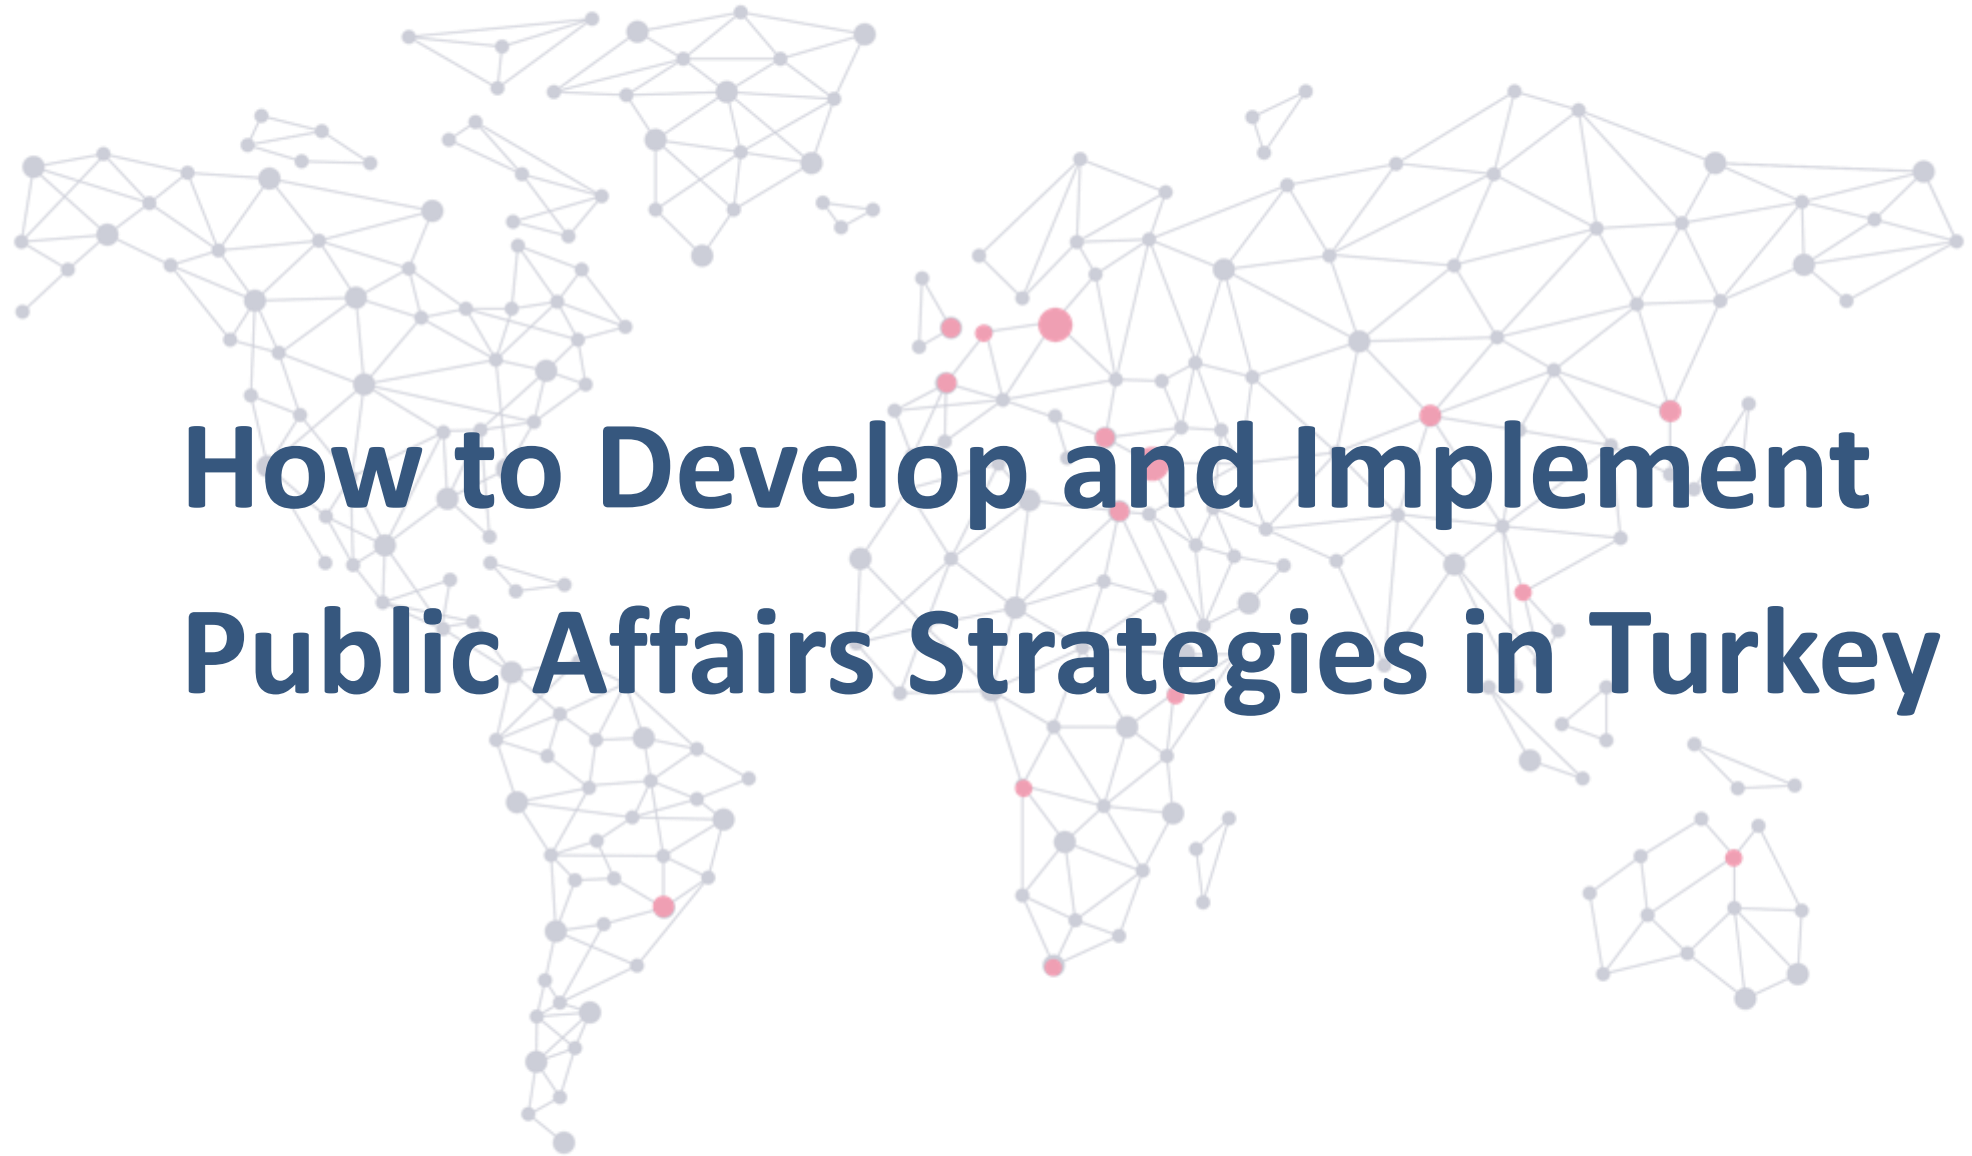 How to Develop and Implement
Public Affairs Strategies in Turkey